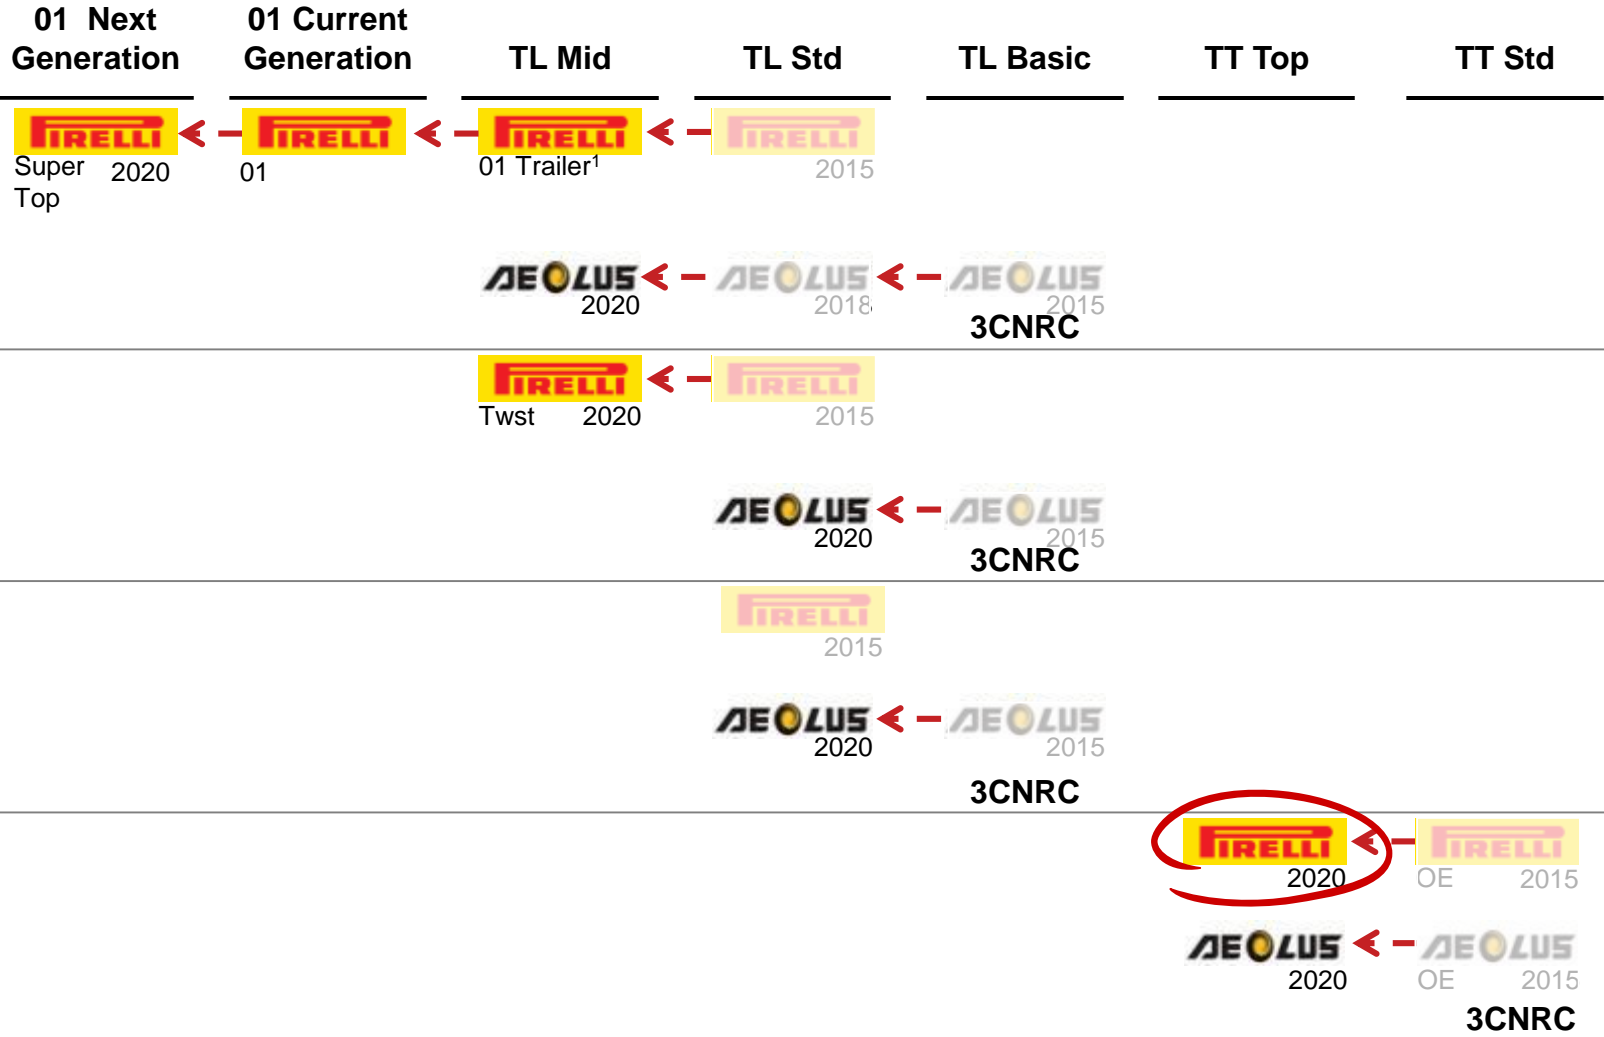 01  Next Generation
01 Current Generation
TL Mid
TL Std
TL Basic
TT Top
TT Std
PIRELLI
PIRELLI
PIRELLI
PIRELLI
Super Top
2020
01
01 Trailer¹
2015
AEOLUS
AEOLUS
AEOLUS
2020
2018
2015
3CNRC
PIRELLI
PIRELLI
Twst
2020
2015
AEOLUS
AEOLUS
2020
2015
3CNRC
PIRELLI
2015
AEOLUS
AEOLUS
2020
2015
3CNRC
PIRELLI
PIRELLI
2020
OE
2015
AEOLUS
AEOLUS
2020
OE
2015
3CNRC